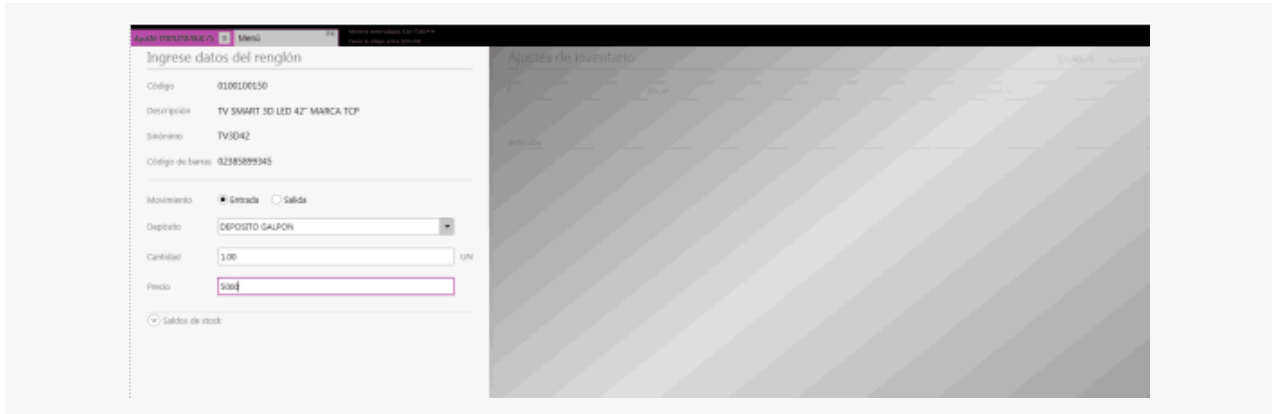 Menú
Ingrese datos del renglón
Ajustes de inventario
Código 0100100150
Descripción TV SMART 3D LED 42" MARCA TCP
Sinónimo TV3D42
Código de barras 02385899345
Movimiento Entrada Salida
Depósito DEPOSITO GALPON
Cantidad 1.00 UN
Precio 5000
Saldos de stock